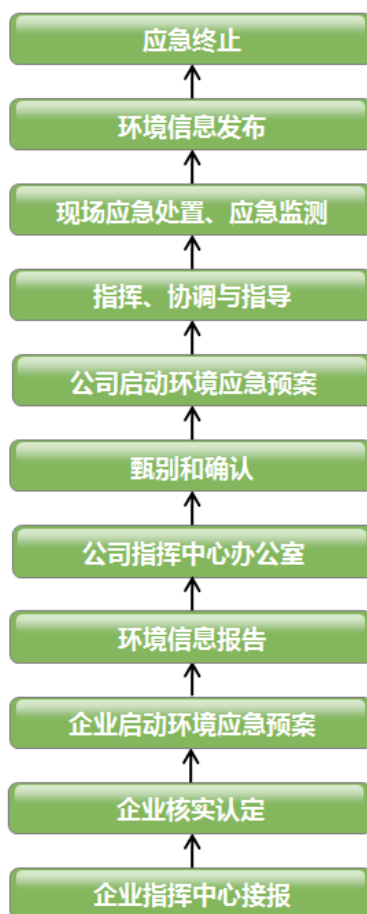 应急终止
环境信息发布
现场应急处置、应急监测
指挥、协调与指导
公司启动环境应急预案
甄别和确认
公司指挥中心办公室
环境信息报告
企业启动环境应急预案
企业核实认定
企业指挥中心接报